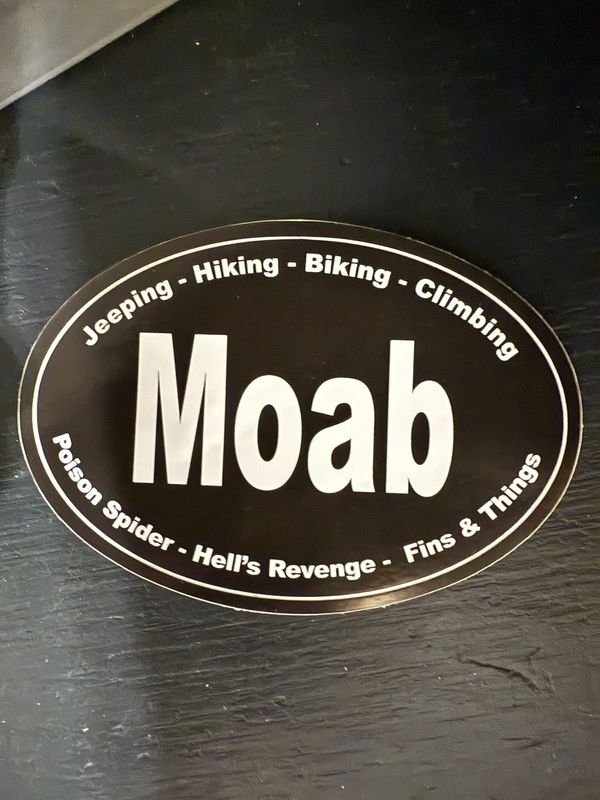 Jeeping - Hiking - Biking - Climbing
Moab
Poison Spider - Hell's Revenge - Fins & Things